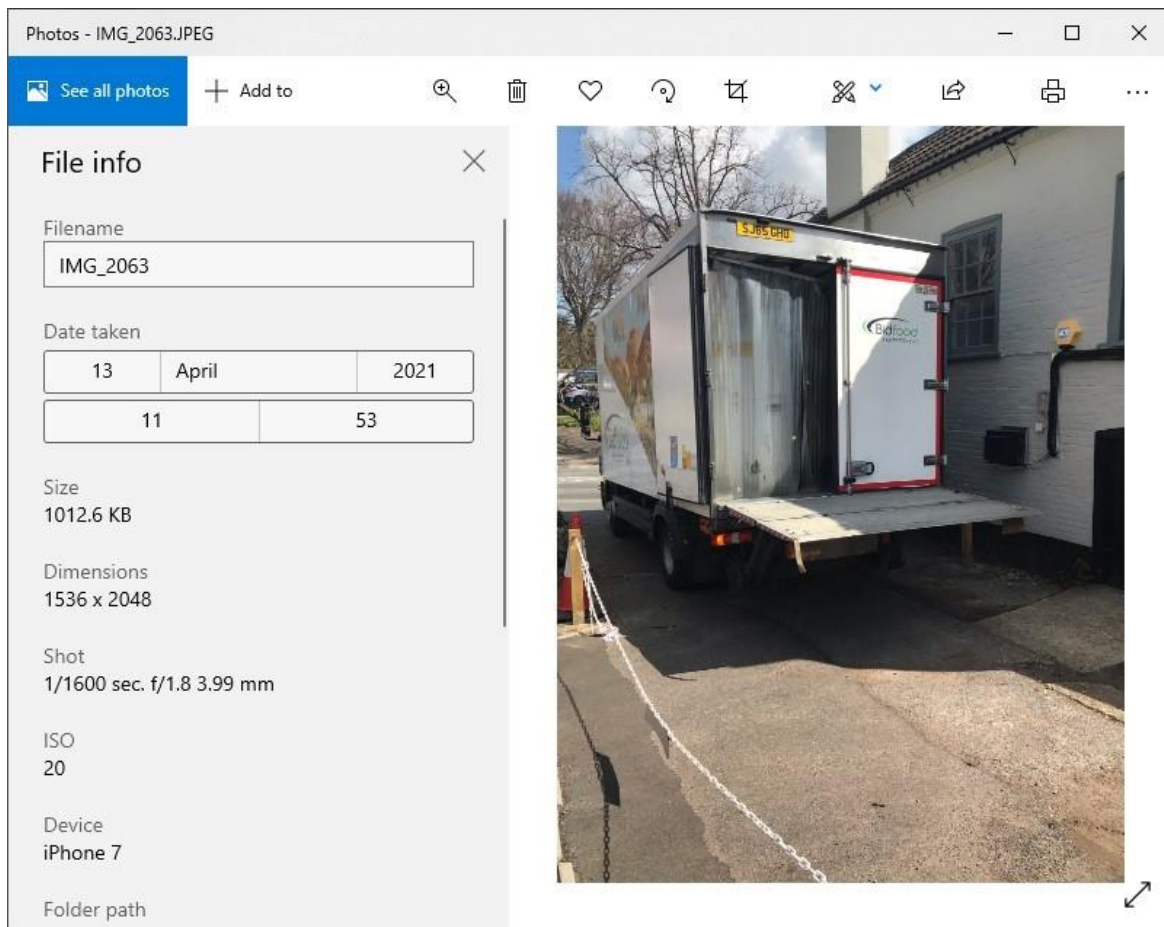 Photos - IMG_2063.JPEG
See all photos
Add to
File info
Filename
IMG_2063
Date taken
13 April 2021
11 53
Size
1012.6 KB
Dimensions
1536 x 2048
Shot
1/1600 sec. f/1.8 3.99 mm
ISO
20
Device
iPhone 7
Folder path
Bidfood